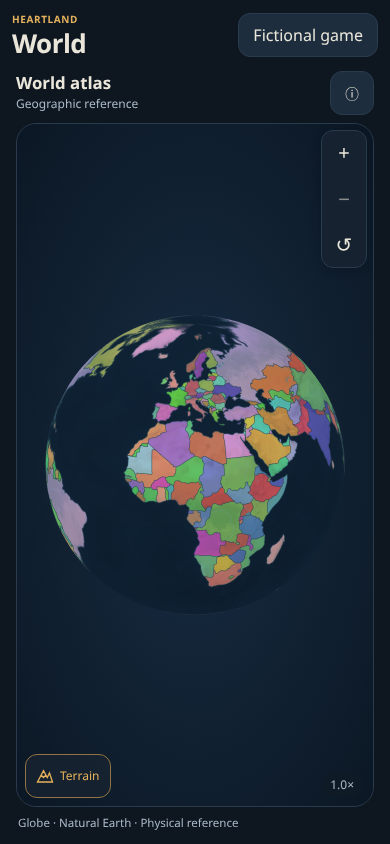 HEARTLAND
World
Fictional game
World atlas
Geographic reference
+
−
Terrain
1.0×
Globe · Natural Earth · Physical reference